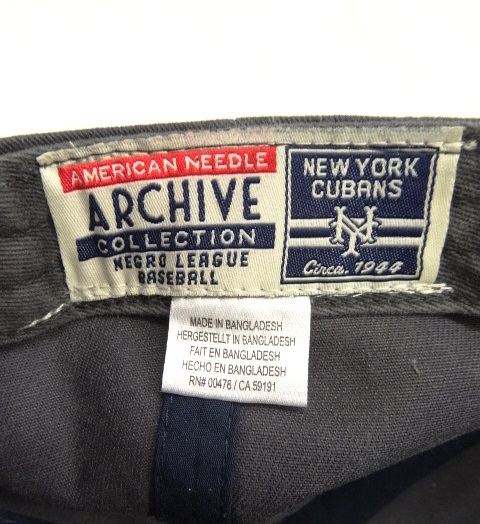 AMERICAN NEEDLE
ARCHIVE
COLLECTION
NEGRO LEAGUE
BASEBALL
NEW YORK
CUBANS
NY
Circa. 1944
MADE IN BANGLADESH
HERGESTELLT IN BANGLADESH
FAIT EN BANGLADESH
HECHO EN BANGLADESH
RN# 00476 / CA 59191